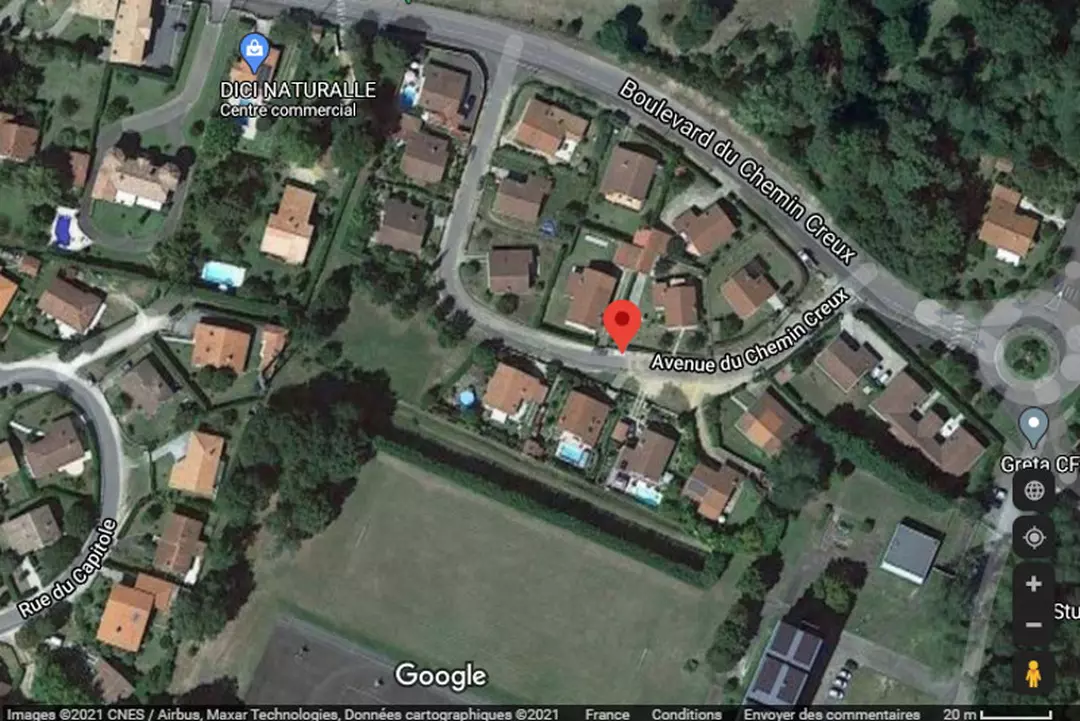 DICI NATURALLE
Centre commercial
Boulevard du Chemin Creux
Avenue du Chemin Creux
Greta CF
Rue du Capitole
Stu
Google
Images ©2021 CNES / Airbus, Maxar Technologies, Données cartographiques ©2021 France Conditions Envoyer des commentaires 20 m